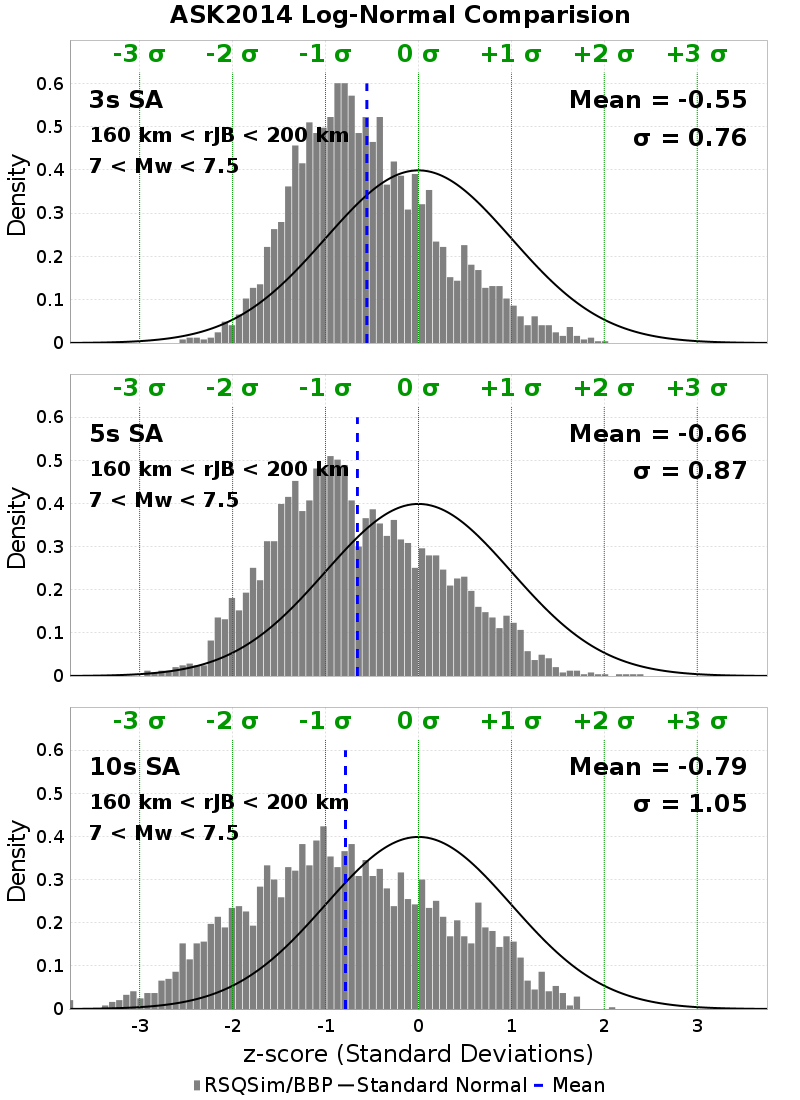 ASK2014 Log-Normal Comparision
-3 σ -2 σ -1 σ 0 σ +1 σ +2 σ +3 σ
3s SA
Mean = -0.55
160 km < rJB < 200 km
σ = 0.76
7 < Mw < 7.5
Density
0.6
0.5
0.4
0.3
0.2
0.1
0
-3 σ -2 σ -1 σ 0 σ +1 σ +2 σ +3 σ
5s SA
Mean = -0.66
160 km < rJB < 200 km
σ = 0.87
7 < Mw < 7.5
Density
0.6
0.5
0.4
0.3
0.2
0.1
0
-3 σ -2 σ -1 σ 0 σ +1 σ +2 σ +3 σ
10s SA
Mean = -0.79
160 km < rJB < 200 km
σ = 1.05
7 < Mw < 7.5
Density
0.6
0.5
0.4
0.3
0.2
0.1
0
-3 -2 -1 0 1 2 3
z-score (Standard Deviations)
RSQSim/BBP Standard Normal Mean